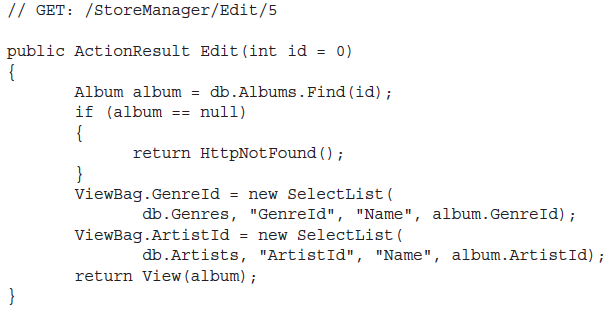 // GET: /StoreManager/Edit/5
public ActionResult Edit(int id = 0)
{
Album album = db.Albums.Find(id);
if (album == null)
{
return HttpNotFound();
}
ViewBag.GenreId = new SelectList(
db.Genres, "GenreId", "Name", album.GenreId);
ViewBag.ArtistId = new SelectList(
db.Artists, "ArtistId", "Name", album.ArtistId);
return View(album);
}